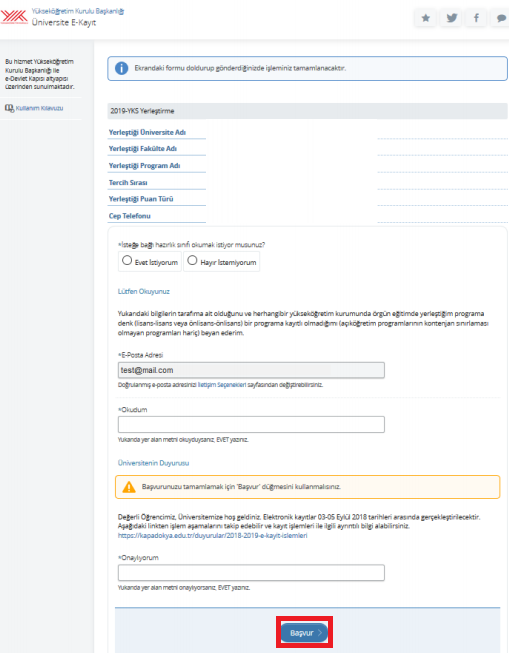 Yükseköğretim Kurulu Başkanlığı
Üniversite E-Kayıt
Bu hizmet Yükseköğretim
Kurulu Başkanlığı ile
e-Devlet Kapısı altyapısı
üzerinden sunulmaktadır.
Kullanım Kılavuzu
Ekrandaki formu doldurup gönderdiğinizde işleminiz tamamlanacaktır.
2019-YKS Yerleştirme
Yerleştiği Üniversite Adı
Yerleştiği Fakülte Adı
Yerleştiği Program Adı
Tercih Sırası
Yerleştiği Puan Türü
Cep Telefonu
*İsteğe bağlı hazırlık sınıfı okumak istiyor musunuz?
Evet İstiyorum Hayır İstemiyorum
Lütfen Okuyunuz
Yukarıdaki bilgilerin tarafıma ait olduğunu ve herhangibir yükseköğretim kurumunda örgün eğitimde yerleştiğim programa
denk (lisans-lisans veya önlisans-önlisans) bir programa kayıtlı olmadığımı (açıköğretim programlarının kontenjan sınırlaması
olmayan programları hariç) beyan ederim.
*E-Posta Adresi
test@mail.com
Doğrulanmış e-posta adresinizi İletişim Seçenekleri sayfasından değiştirebilirsiniz.
*Okudum
Yukarıda yer alan metni okuduysanız, EVET yazınız.
Üniversitenin Duyurusu
Başvurunuzu tamamlamak için 'Başvur' düğmesini kullanmalısınız.
Değerli Öğrencimiz, Üniversitemize hoş geldiniz. Elektronik kayıtlar 03-05 Eylül 2018 tarihleri arasında gerçekleştirilecektir.
Aşağıdaki linkten işlem aşamalarını takip edebilir ve kayıt işlemleri ile ilgili ayrıntılı bilgi alabilirsiniz.
https://kapadokya.edu.tr/duyurular/2018-2019-e-kayit-islemleri
*Onaylıyorum
Yukarıda yer alan metni onaylıyorsanız, EVET yazınız.
Başvur